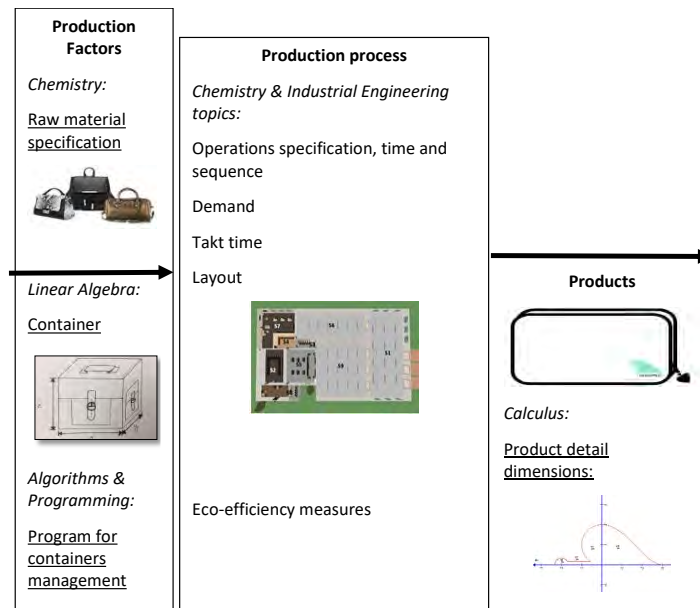 Production
Factors
Chemistry:
Raw material
specification
Linear Algebra:
Container
Algorithms &
Programming:
Program for
containers
management
Production process
Chemistry & Industrial Engineering
topics:
Operations specification, time and
sequence
Demand
Takt time
Layout
Eco-efficiency measures
Products
Calculus:
Product detail
dimensions: